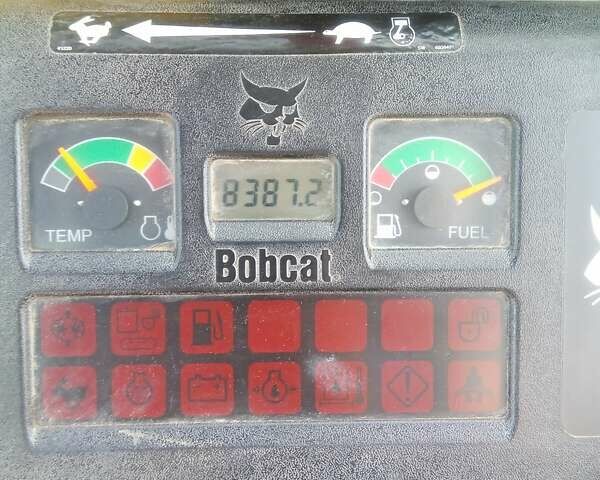 8387.2
TEMP
FUEL
Bobcat